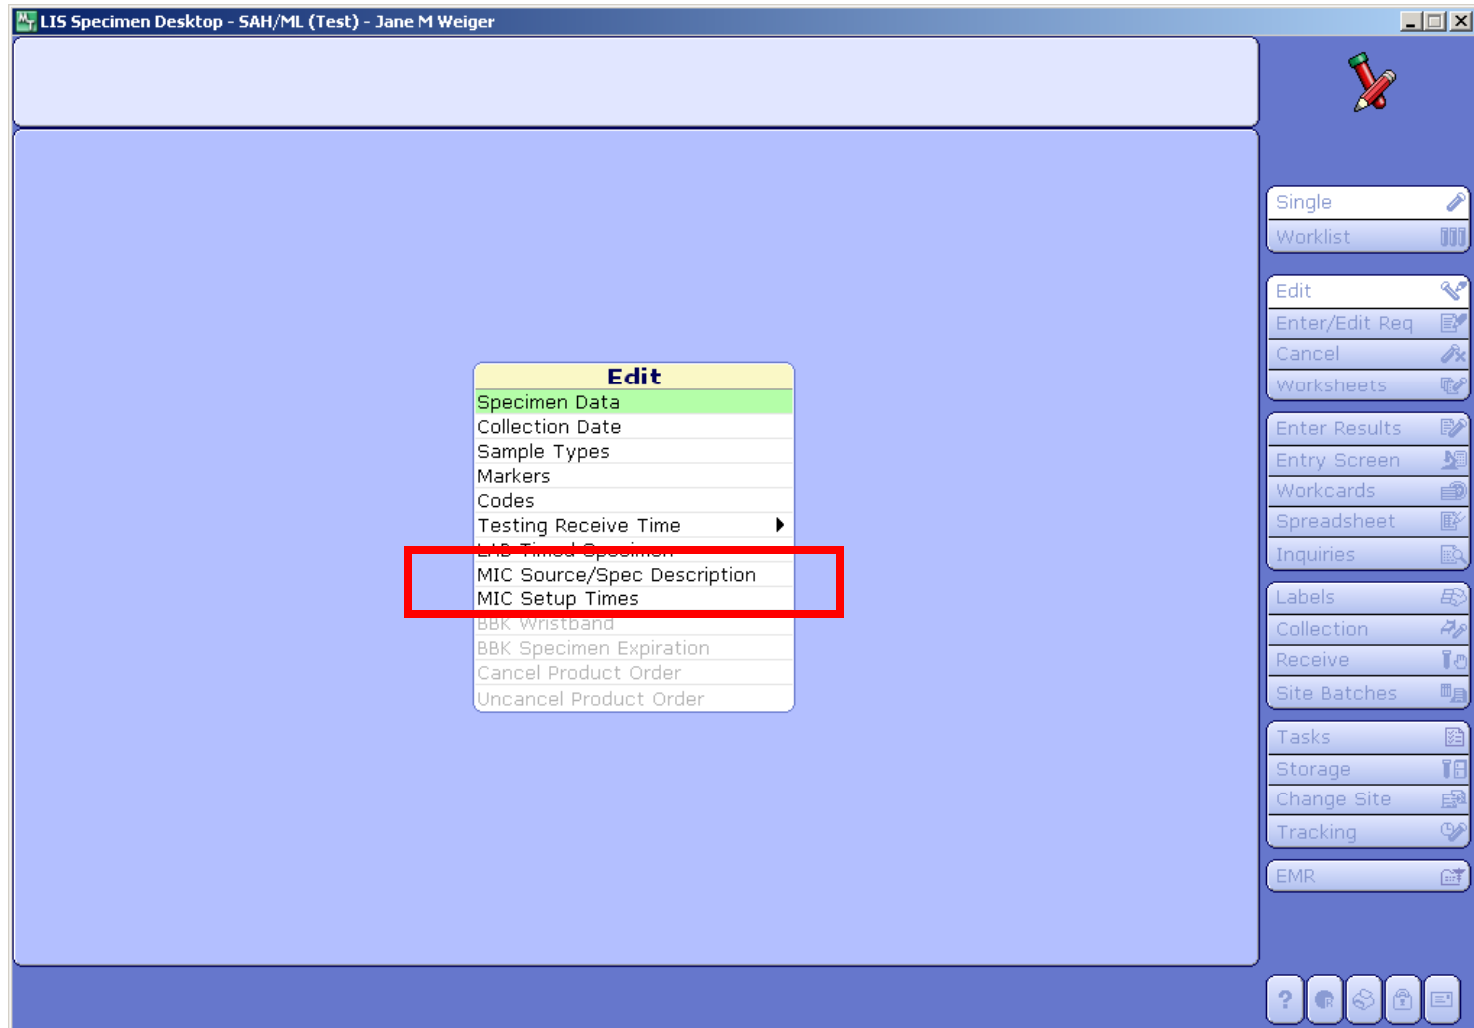 LIS Specimen Desktop - SAH/ML (Test) - Jane M Weiger
Single
Worklist
Edit
Enter/Edit Req
Cancel
Worksheets
Enter Results
Entry Screen
Workcards
Spreadsheet
Inquiries
Labels
Collection
Receive
Site Batches
Tasks
Storage
Change Site
Tracking
EMR
Edit
Specimen Data
Collection Date
Sample Types
Markers
Codes
Testing Receive Time
LAB Timed Specimen
MIC Source/Spec Description
MIC Setup Times
BBK Wristband
BBK Specimen Expiration
Cancel Product Order
Uncancel Product Order
?